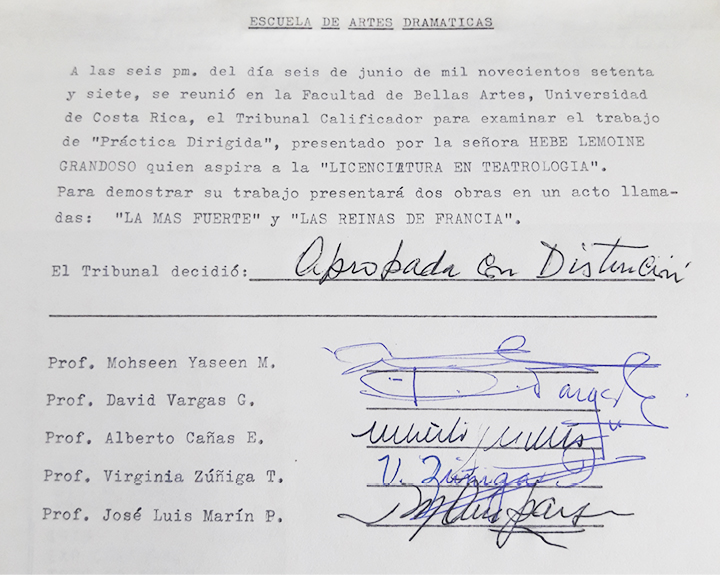 ESCUELA DE ARTES DRAMATICAS
A las seis pm. del día seis de junio de mil novecientos setenta
y siete, se reunió en la Facultad de Bellas Artes, Universidad
de Costa Rica, el Tribunal Calificador para examinar el trabajo
de "Práctica Dirigida", presentado por la señora HEBE LEMOINE
GRANDOSO quien aspira a la "LICENCIATURA EN TEATROLOGIA".
Para demostrar su trabajo presentará dos obras en un acto llama-
das: "LA MAS FUERTE" y "LAS REINAS DE FRANCIA".
El Tribunal decidió: Aprobada con Distinción
Prof. Mohseen Yaseen M.
Prof. David Vargas G. D. Vargas
Prof. Alberto Cañas E.
Prof. Virginia Zúñiga T. V. Zúñiga
Prof. José Luis Marín P.